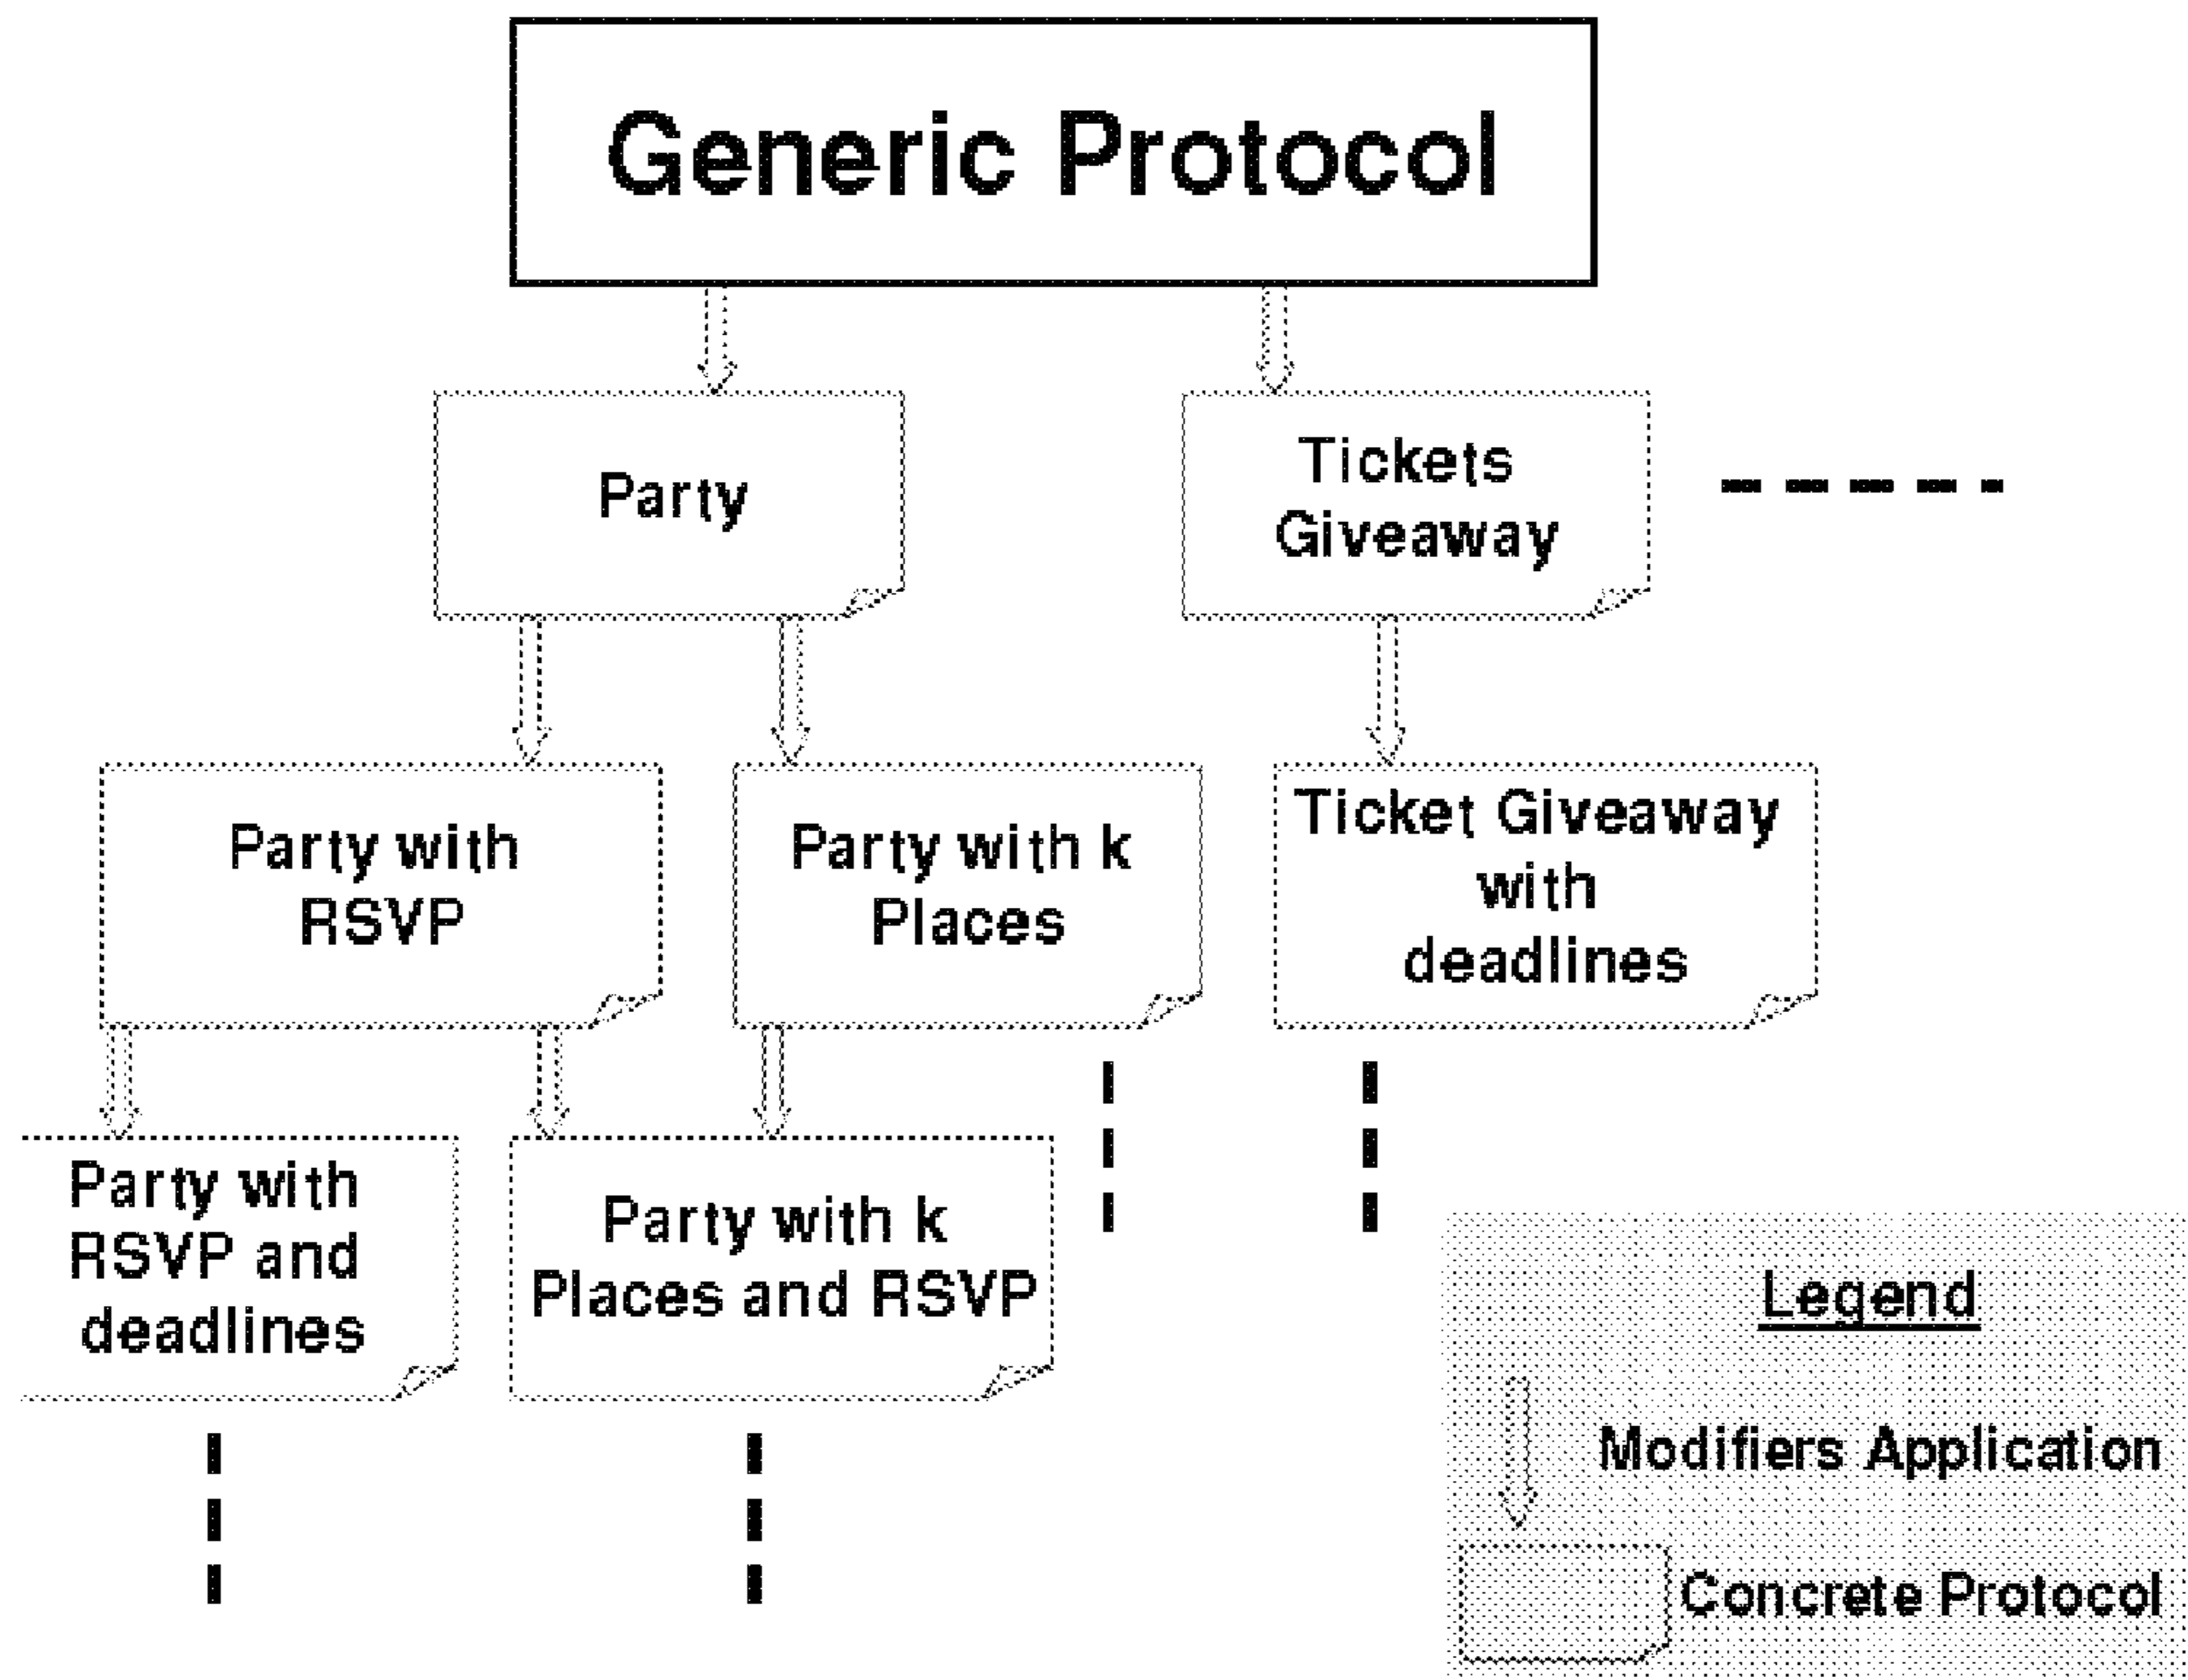 Generic Protocol
Party
Tickets
Giveaway
Party with
RSVP
Party with k
Places
Ticket Giveaway
with
deadlines
Party with
RSVP and
deadlines
Party with k
Places and RSVP
Legend
Modifiers Application
Concrete Protocol